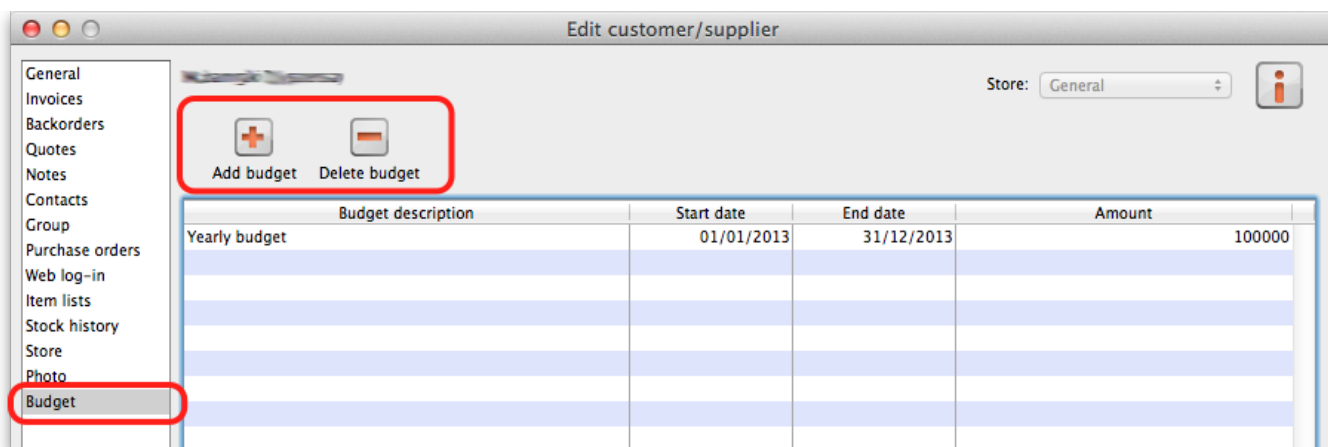 Edit customer/supplier
General
Invoices
Backorders
Quotes
Notes
Contacts
Group
Purchase orders
Web log-in
Item lists
Stock history
Store
Photo
Budget
Store: General
Add budget Delete budget
Budget description Start date End date Amount
Yearly budget 01/01/2013 31/12/2013 100000